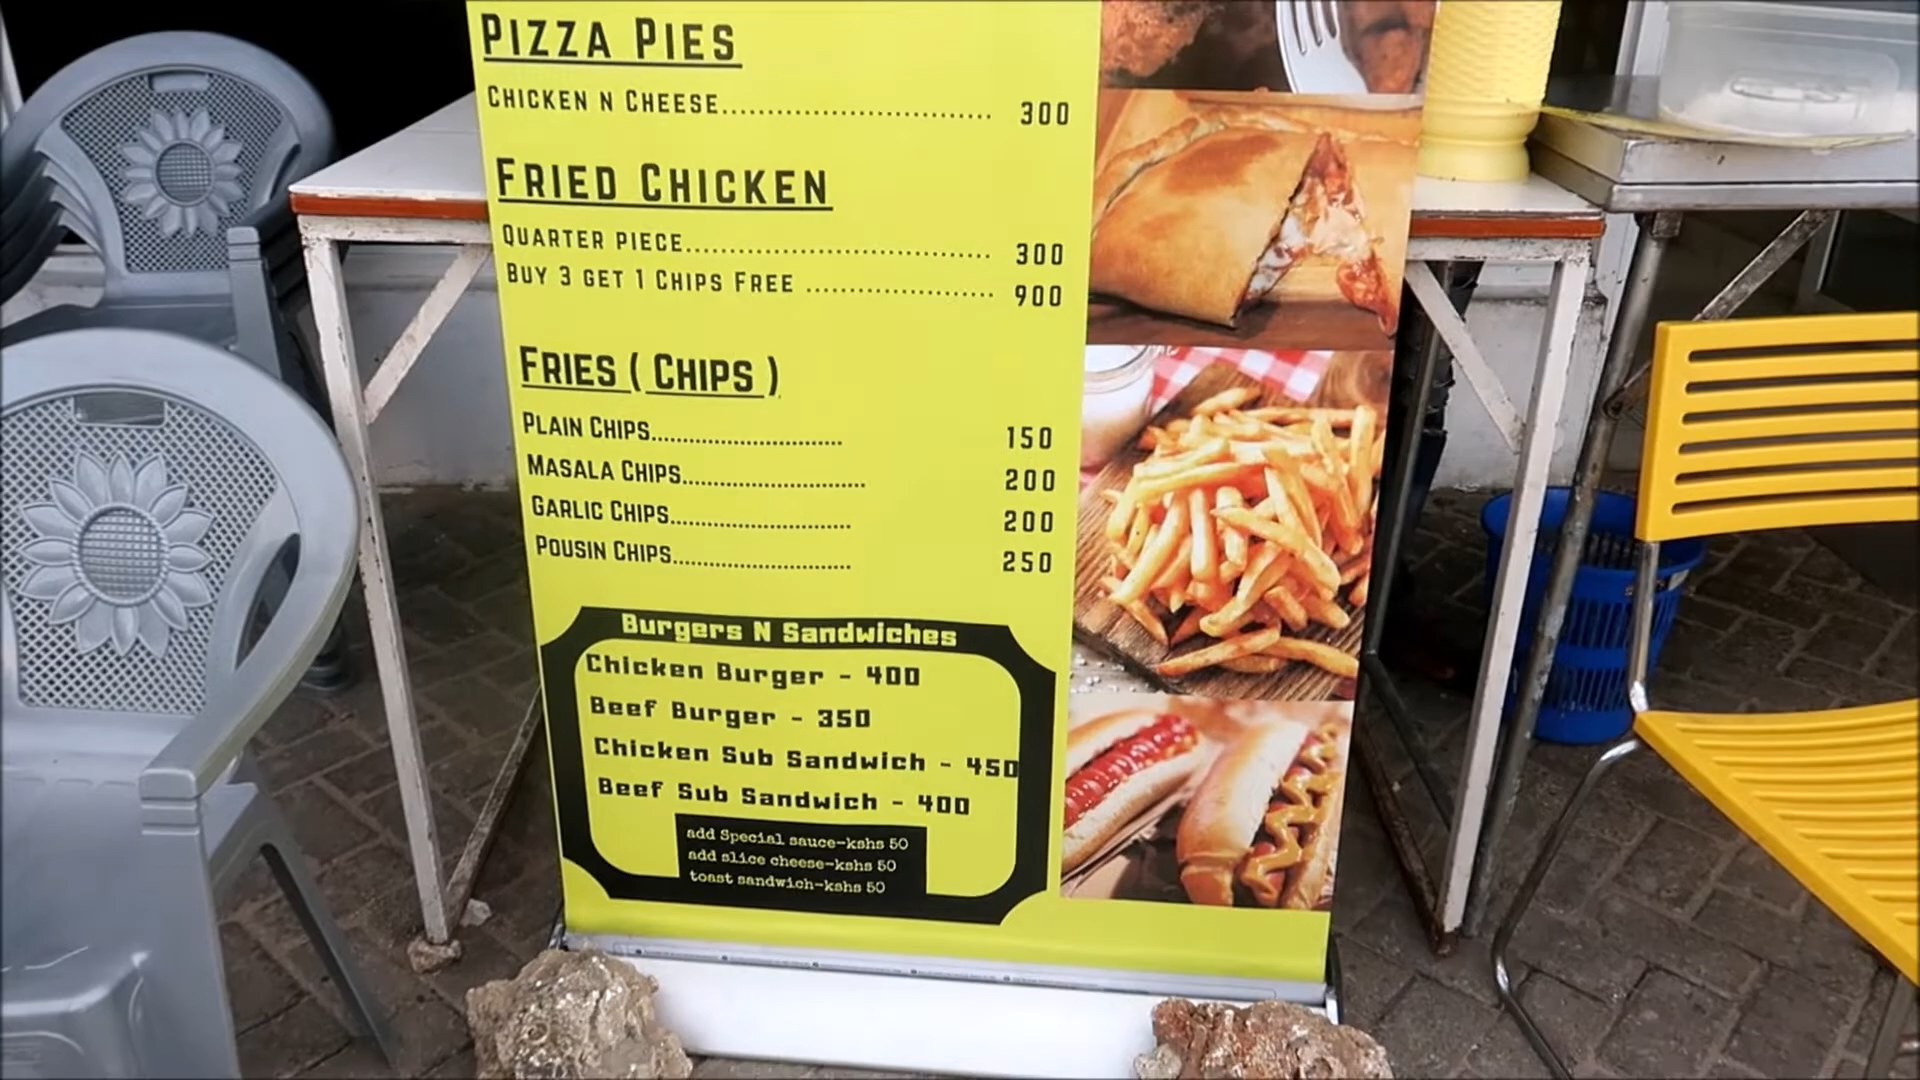 PIZZA PIES
CHICKEN N CHEESE.............................. 300
FRIED CHICKEN
QUARTER PIECE.................................. 300
BUY 3 GET 1 CHIPS FREE ..................... 900
FRIES ( CHIPS )
PLAIN CHIPS............................ 150
MASALA CHIPS........................... 200
GARLIC CHIPS.......................... 200
POUSIN CHIPS.......................... 250
Burgers N Sandwiches
Chicken Burger - 400
Beef Burger - 350
Chicken Sub Sandwich - 450
Beef Sub Sandwich - 400
add Special sauce-kshs 50
add slice cheese-kshs 50
toast sandwich-kshs 50